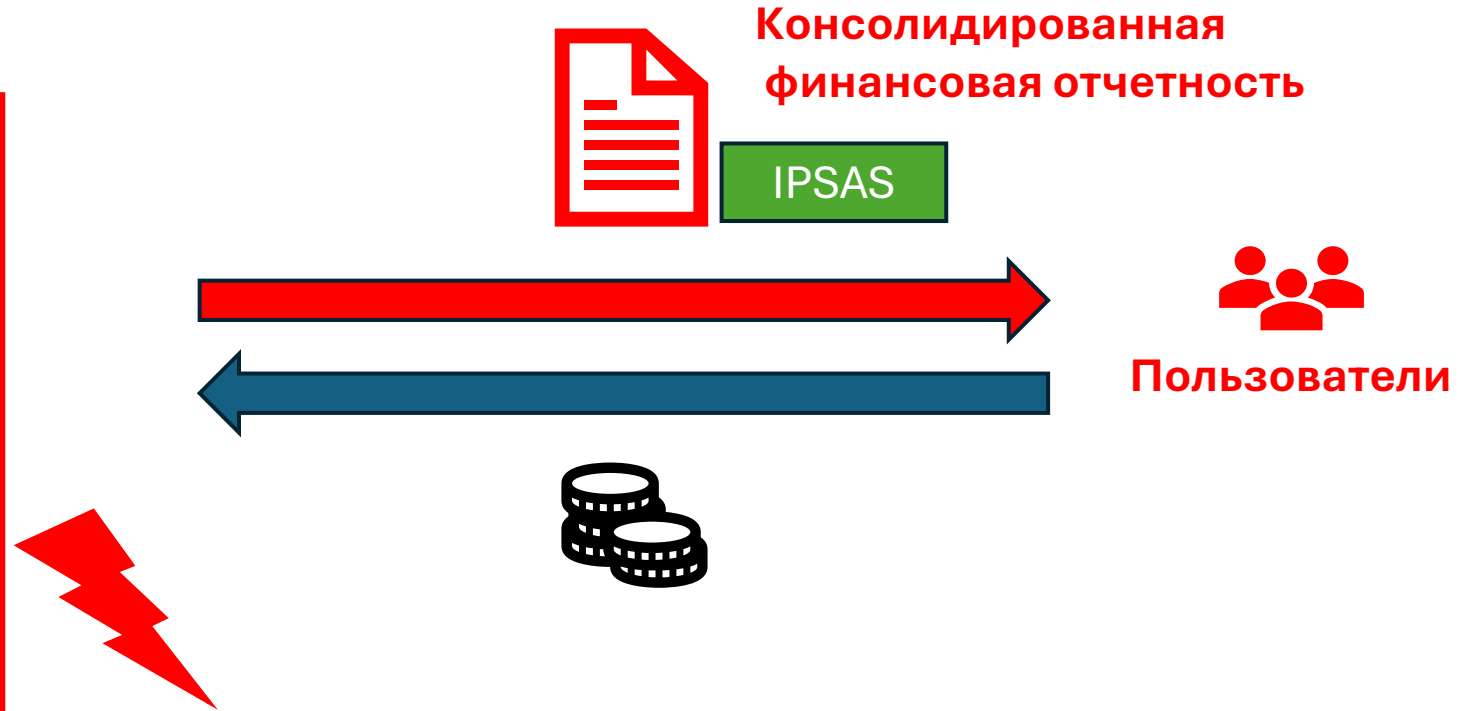 Консолидированная
финансовая отчетность
IPSAS
Пользователи